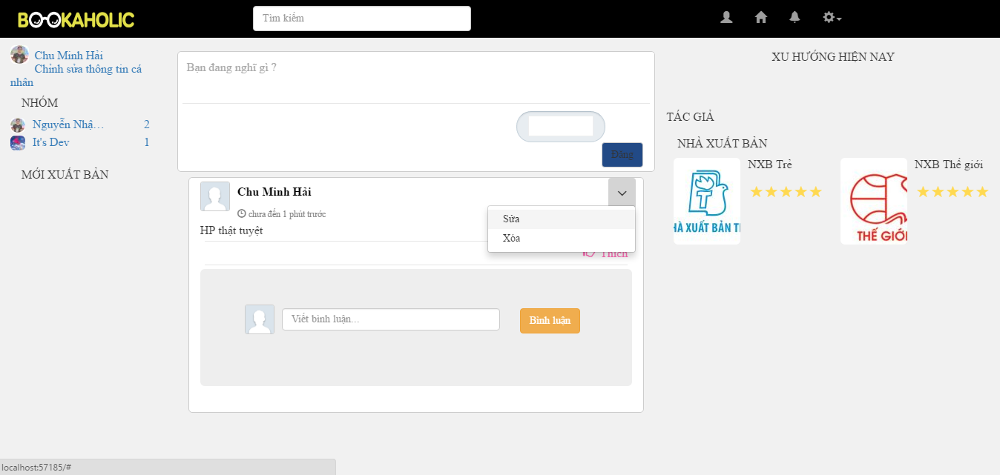 BOOKAHOLIC
Tìm kiếm
Chu Minh Hải
Chỉnh sửa thông tin cá
nhân
NHÓM
Nguyễn Nhậ… 2
It's Dev 1
MỚI XUẤT BẢN
Bạn đang nghĩ gì ?
Đăng
Chu Minh Hải
chưa đến 1 phút trước
HP thật tuyệt
Sửa
Xóa
Thích
Viết bình luận...
Bình luận
XU HƯỚNG HIỆN NAY
TÁC GIẢ
NHÀ XUẤT BẢN
NXB Trẻ
T
HÀ XUẤT BẢN T
NXB Thế giới
THẾ GIỚI
localhost:57185/#